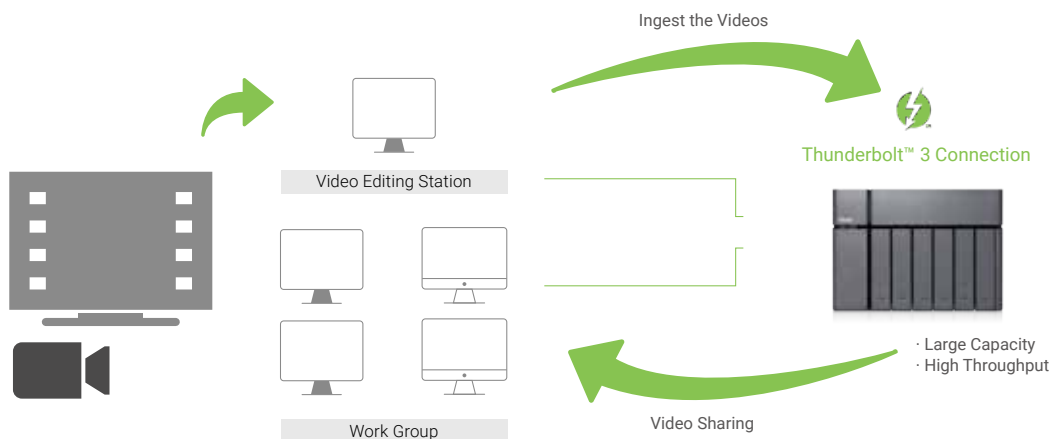 Ingest the Videos
Thunderbolt™ 3 Connection
Video Editing Station
· Large Capacity
· High Throughput
Video Sharing
Work Group